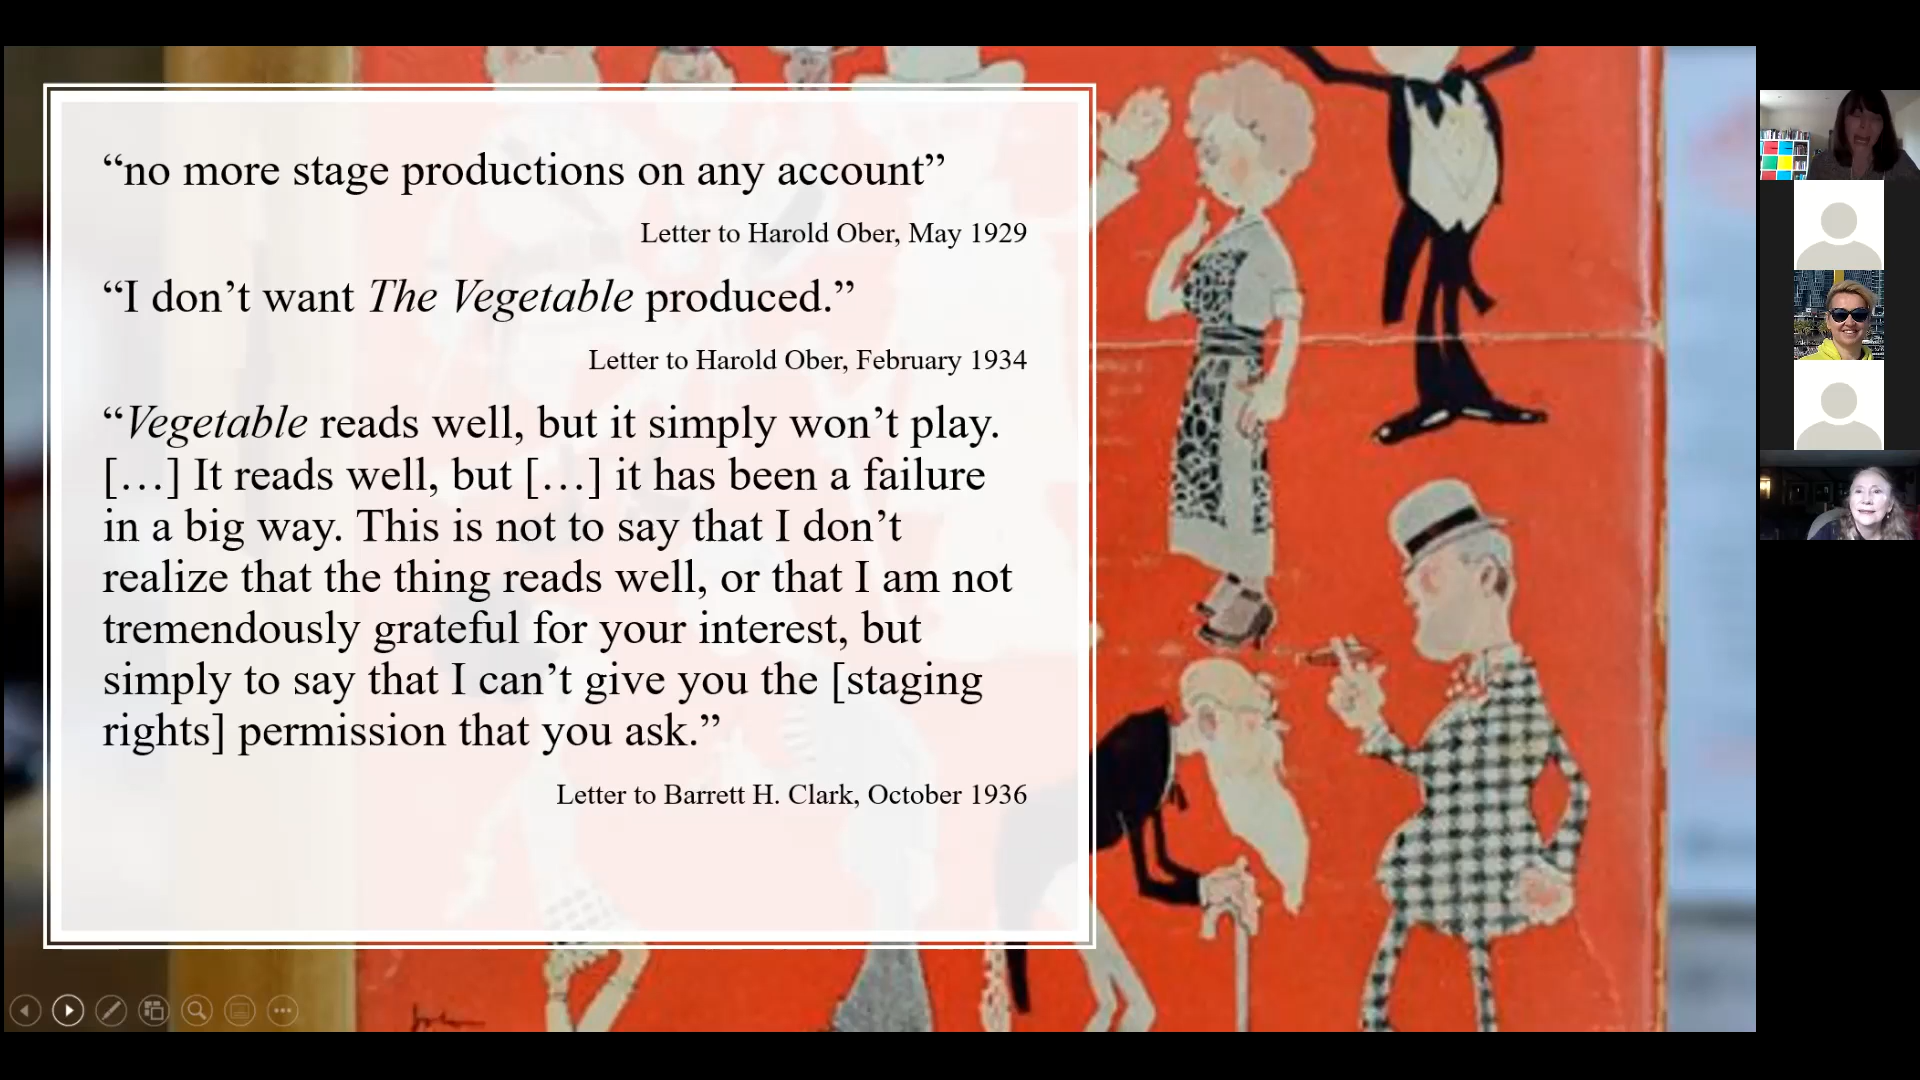 “no more stage productions on any account”
Letter to Harold Ober, May 1929
“I don’t want The Vegetable produced.”
Letter to Harold Ober, February 1934
“Vegetable reads well, but it simply won’t play.
[…] It reads well, but […] it has been a failure
in a big way. This is not to say that I don’t
realize that the thing reads well, or that I am not
tremendously grateful for your interest, but
simply to say that I can’t give you the [staging
rights] permission that you ask.”
Letter to Barrett H. Clark, October 1936